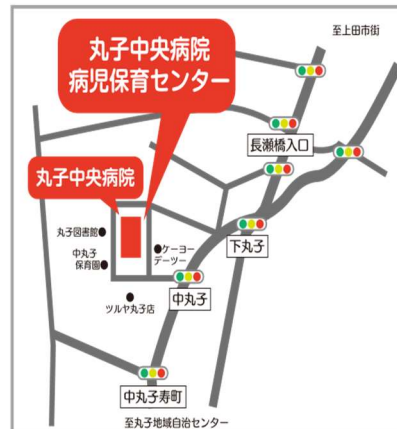 至上田市街
丸子中央病院
病児保育センター
長瀬橋入口
丸子中央病院
丸子図書館
ケーヨー
デーツー
下丸子
中丸子
保育園
中丸子
ツルヤ丸子店
中丸子寿町
至丸子地域自治センター